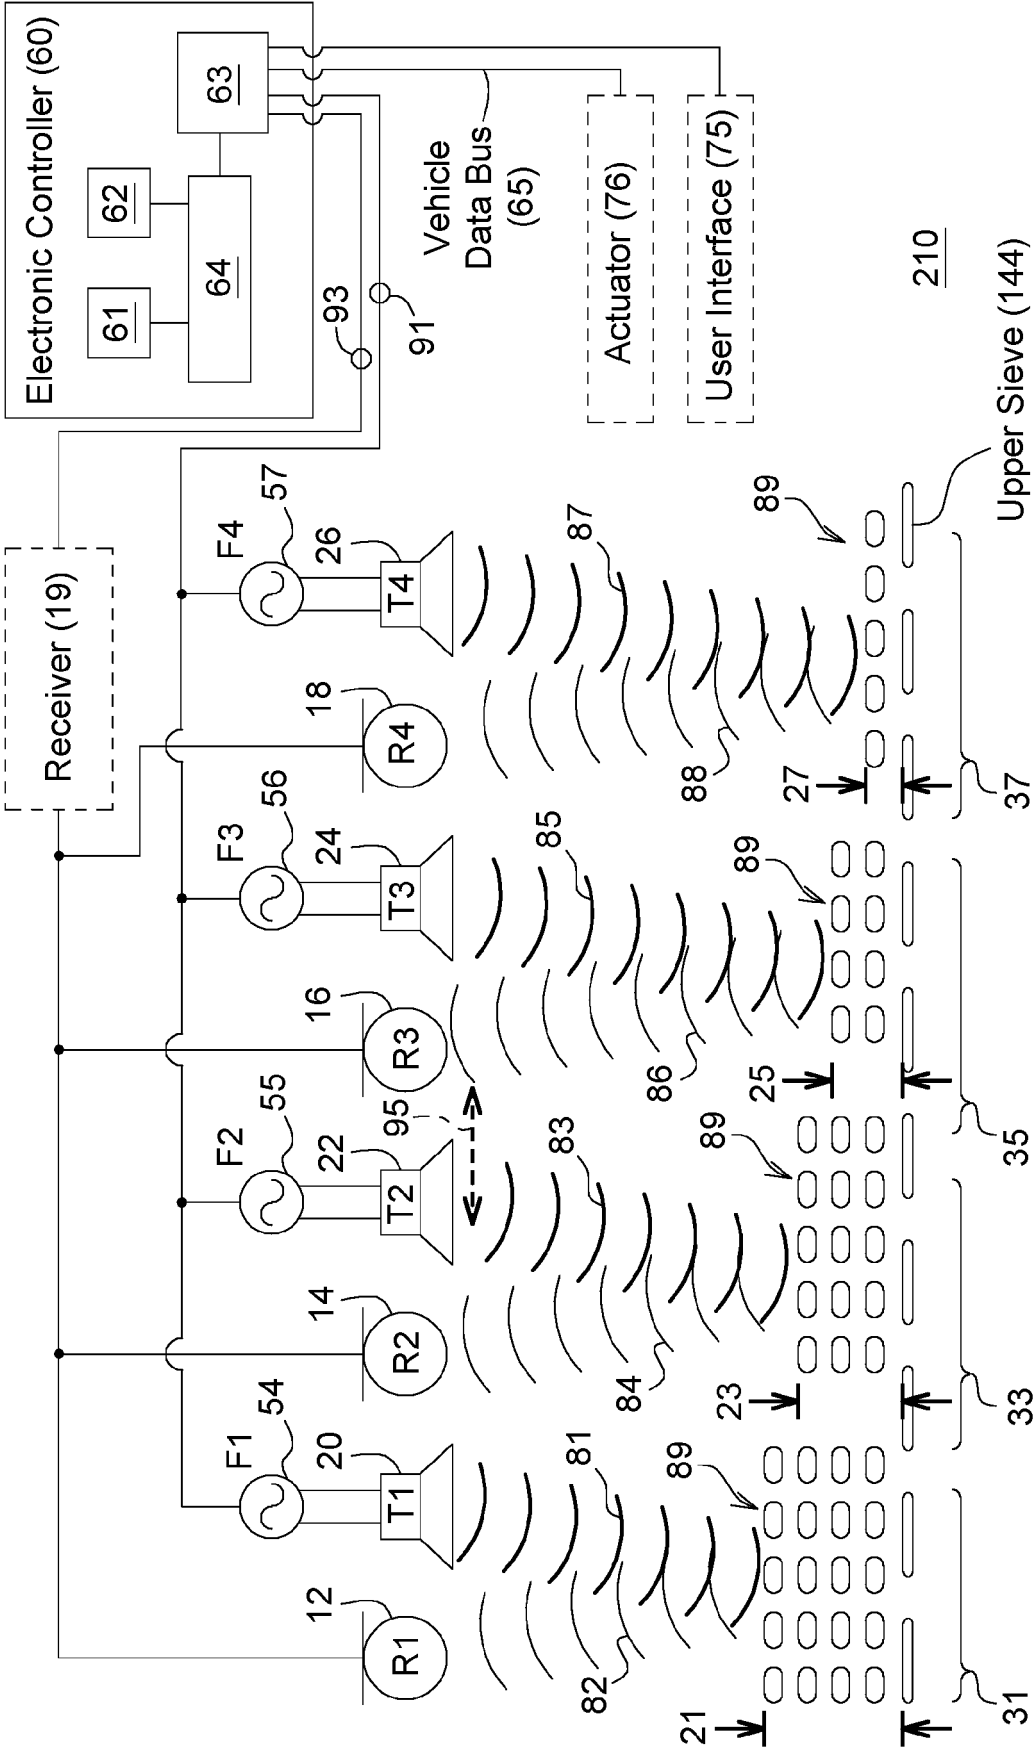 Receiver (19)
Electronic Controller (60)
61
62
64
63
93
91
Vehicle
Data Bus
(65)
Actuator (76)
User Interface (75)
210
Upper Sieve (144)
F1
54
F2
55
F3
56
F4
57
12
R1
20
T1
14
R2
22
T2
16
R3
24
T3
18
R4
26
T4
95
81
82
83
84
85
86
87
88
89
89
89
89
21
23
25
27
31
33
35
37